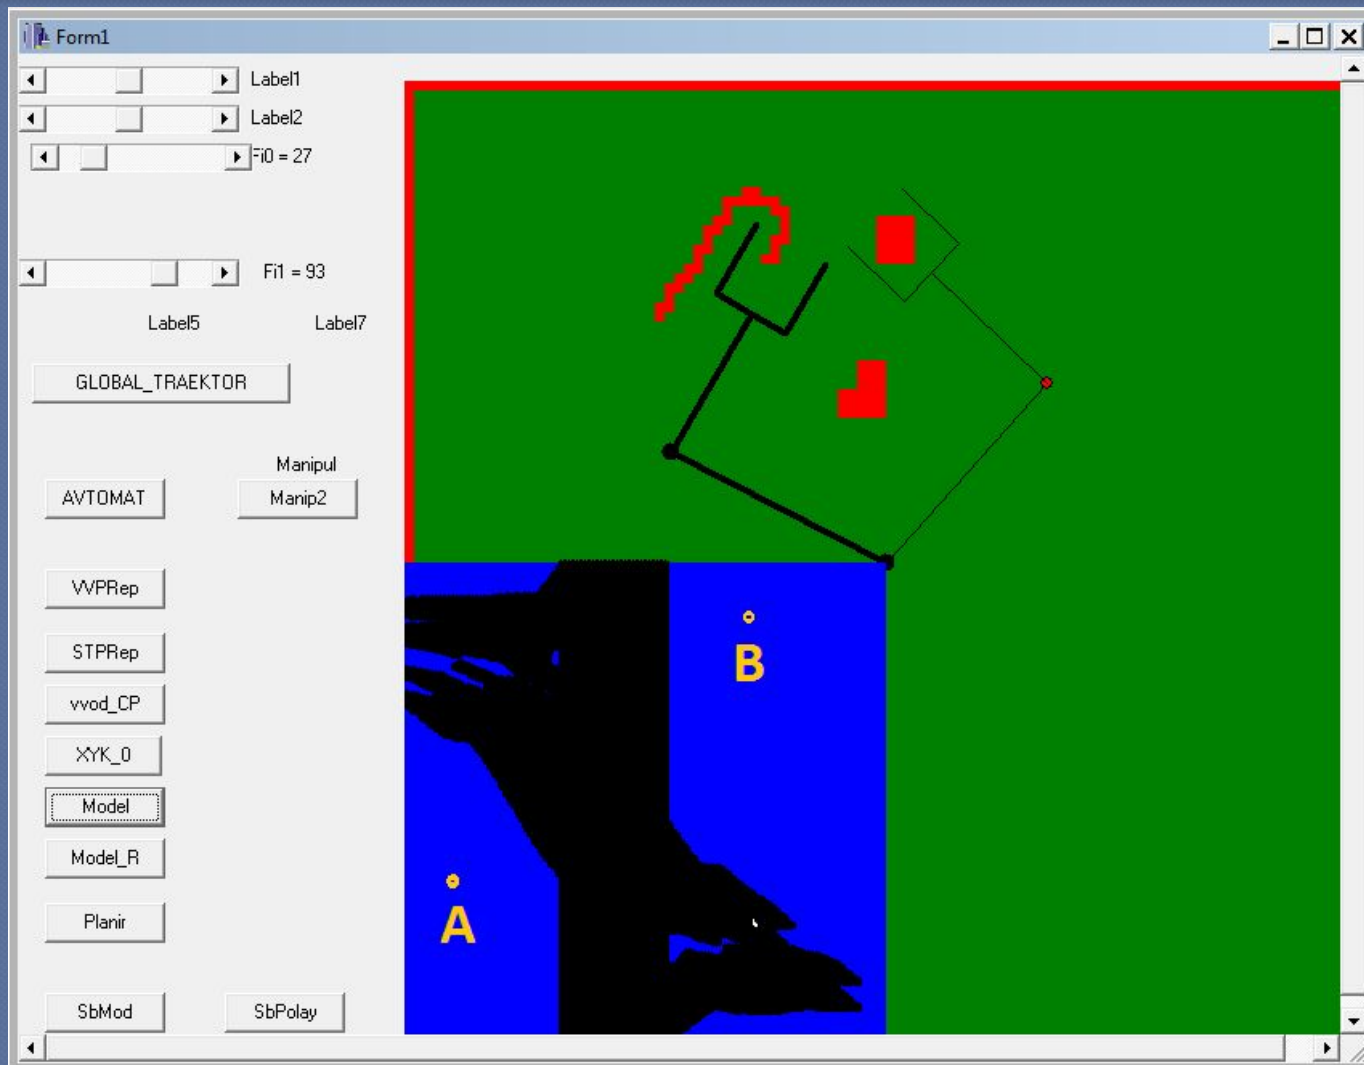 Form1
Label1
Label2
Fi0 = 27
Fi1 = 93
Label5 Label7
GLOBAL_TRAEKTOR
Manipul
AVTOMAT Manip2
VVPRep
STPRep
vvod_CP
XYK_0
Model
Model_R
Planir
SbMod SbPolay
B
A